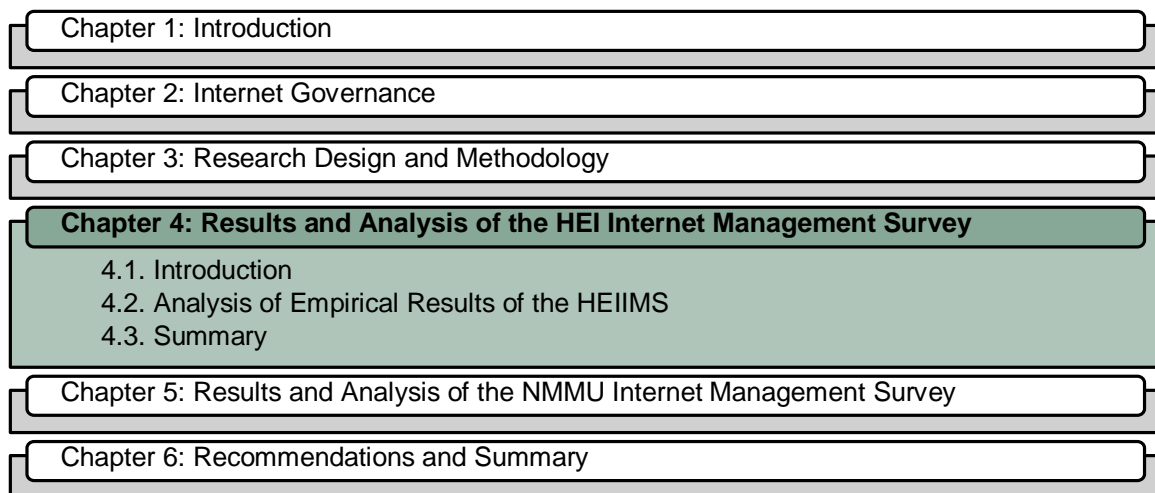 Chapter 1: Introduction
Chapter 2: Internet Governance
Chapter 3: Research Design and Methodology
Chapter 4: Results and Analysis of the HEI Internet Management Survey
4.1. Introduction
4.2. Analysis of Empirical Results of the HEIIMS
4.3. Summary
Chapter 5: Results and Analysis of the NMMU Internet Management Survey
Chapter 6: Recommendations and Summary